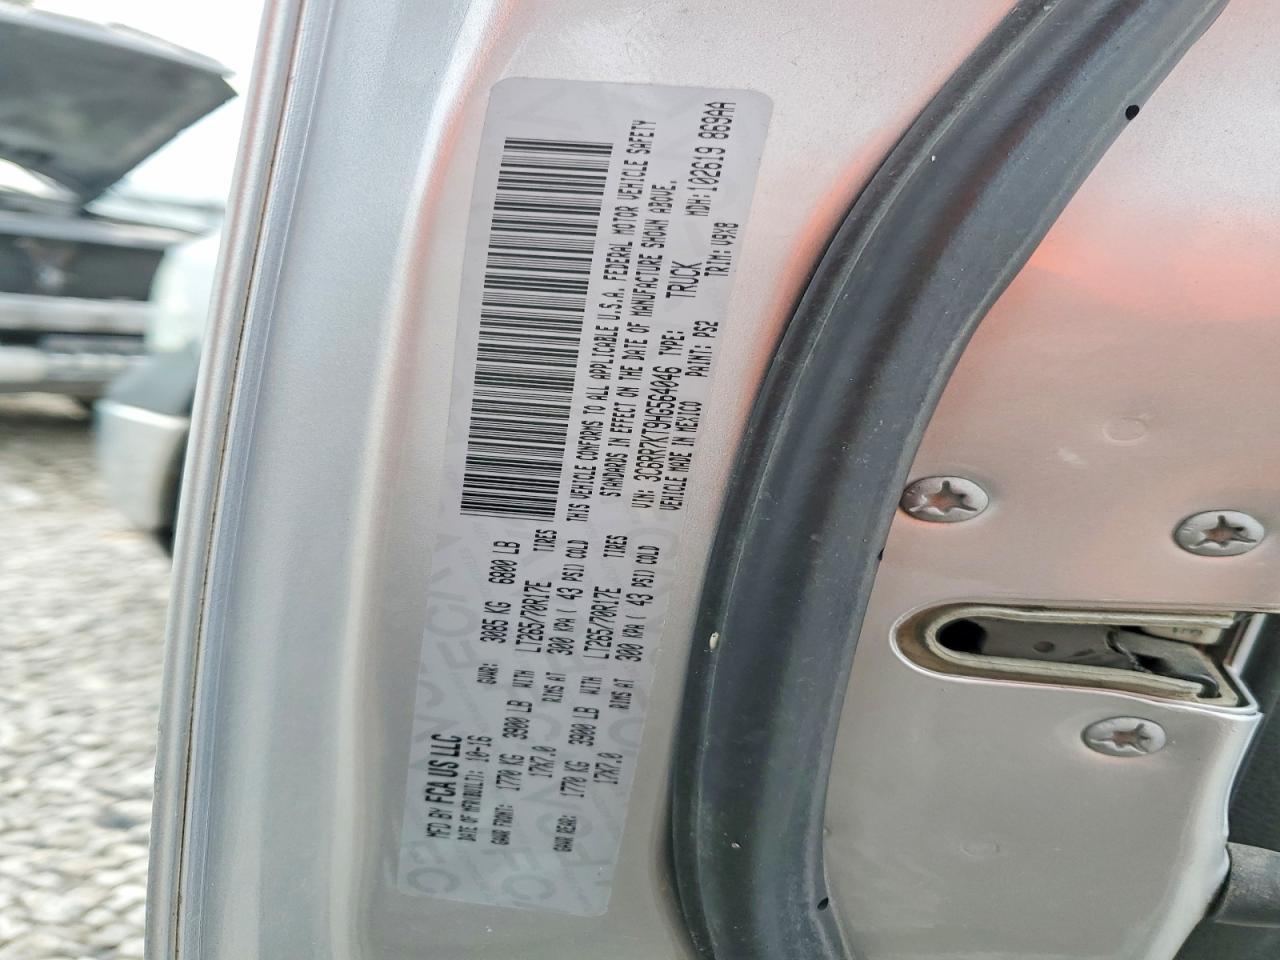 MFD BY FCA US LLC
DATE OF MFR(BUILT): 10-16 GVWR: 3085 KG 6800 LB
GAWR FRONT: 1770 KG 3900 LB WITH LT265/70R17E TIRES
17X7.0 RIMS AT 300 KPA ( 43 PSI) COLD
GAWR REAR: 1770 KG 3900 LB WITH LT265/70R17E TIRES
17X7.0 RIMS AT 300 KPA ( 43 PSI) COLD
THIS VEHICLE CONFORMS TO ALL APPLICABLE U.S.A. FEDERAL MOTOR VEHICLE SAFETY
STANDARDS IN EFFECT ON THE DATE OF MANUFACTURE SHOWN ABOVE.
VIN: 3C6RR7KT9HG564046 TYPE: TRUCK MDH: 102619 869AA
VEHICLE MADE IN MEXICO PAINT: PS2 TRIM: V9X8